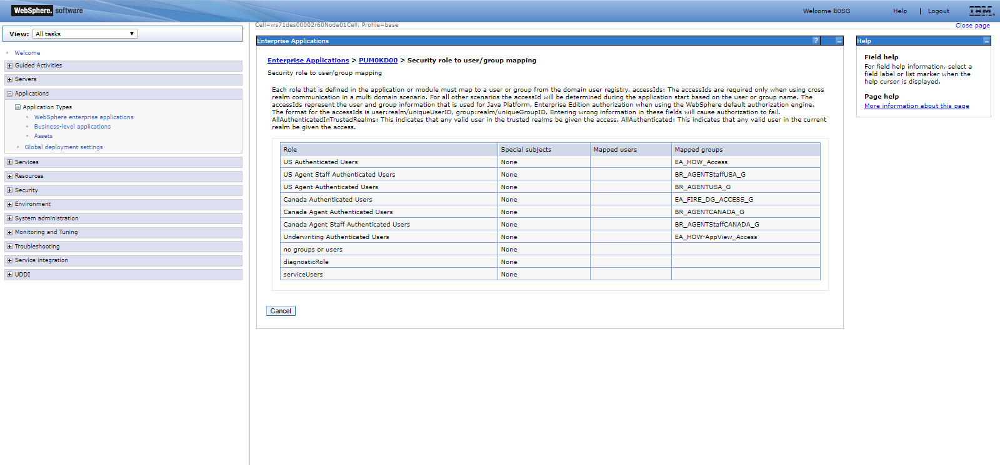 WebSphere. software
Welcome E0SG
Help | Logout
IBM.
View: All tasks
Welcome
Guided Activities
Servers
Applications
Application Types
WebSphere enterprise applications
Business-level applications
Assets
Global deployment settings
Services
Resources
Security
Environment
System administration
Monitoring and Tuning
Troubleshooting
Service integration
UDDI
Cell=ws71des00002r60Node01Cell, Profile=base
Close page
Enterprise Applications
?
Enterprise Applications > PUM0KD00 > Security role to user/group mapping
Security role to user/group mapping
Each role that is defined in the application or module must map to a user or group from the domain user registry. accessIds: The accessIds are required only when using cross
realm communication in a multi domain scenario. For all other scenarios the accessId will be determined during the application start based on the user or group name. The
accessIds represent the user and group information that is used for Java Platform, Enterprise Edition authorization when using the WebSphere default authorization engine.
The format for the accessIds is user:realm/uniqueUserID, group:realm/uniqueGroupID. Entering wrong information in these fields will cause authorization to fail.
AllAuthenticatedInTrustedRealms: This indicates that any valid user in the trusted realms be given the access. AllAuthenticated: This indicates that any valid user in the current
realm be given the access.
Role Special subjects Mapped users Mapped groups
US Authenticated Users None EA_HOW_Access
US Agent Staff Authenticated Users None BR_AGENTStaffUSA_G
US Agent Authenticated Users None BR_AGENTUSA_G
Canada Authenticated Users None EA_FIRE_DG_ACCESS_G
Canada Agent Authenticated Users None BR_AGENTCANADA_G
Canada Agent Staff Authenticated Users None BR_AGENTStaffCANADA_G
Underwriting Authenticated Users None EA_HOW-AppView_Access
no groups or users None
diagnosticRole None
serviceUsers None
Cancel
Help
Field help
For field help information, select a
field label or list marker when the
help cursor is displayed.
Page help
More information about this page